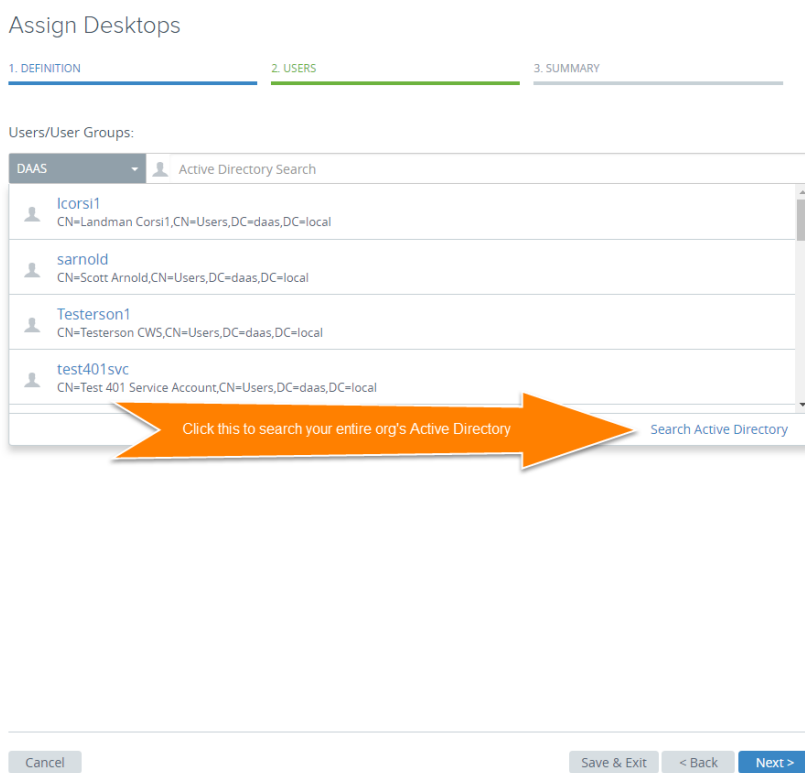 Assign Desktops
1. DEFINITION
2. USERS
3. SUMMARY
Users/User Groups:
DAAS
Active Directory Search
lcorsi1
CN=Landman Corsi1,CN=Users,DC=daas,DC=local
sarnold
CN=Scott Arnold,CN=Users,DC=daas,DC=local
Testerson1
CN=Testerson CWS,CN=Users,DC=daas,DC=local
test401svc
CN=Test 401 Service Account,CN=Users,DC=daas,DC=local
Click this to search your entire org's Active Directory
Search Active Directory
Cancel
Save & Exit
< Back
Next >